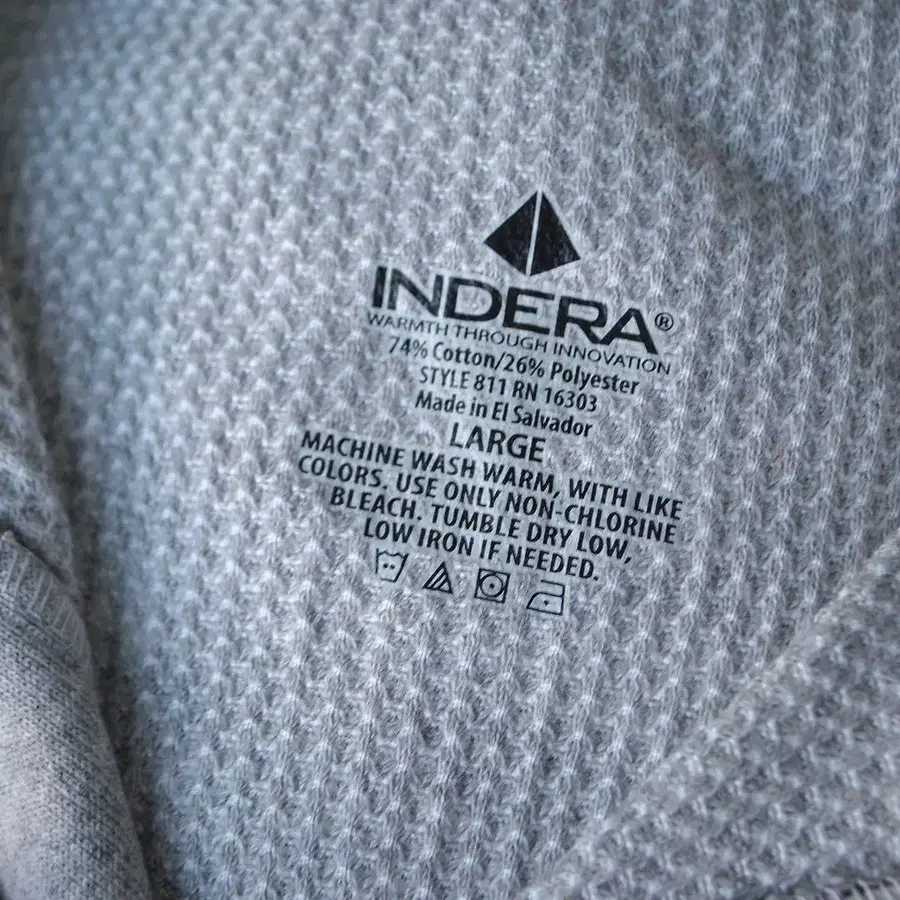 INDERA®
WARMTH THROUGH INNOVATION
74% Cotton/26% Polyester
STYLE 811 RN 16303
Made in El Salvador
LARGE
MACHINE WASH WARM, WITH LIKE
COLORS. USE ONLY NON-CHLORINE
BLEACH. TUMBLE DRY LOW,
LOW IRON IF NEEDED.